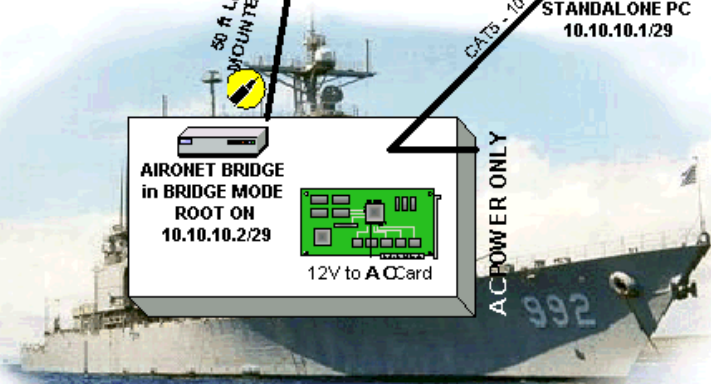 50 ft L
MOUNTE
CAT5 - 10
STANDALONE PC
10.10.10.1/29
AIRONET BRIDGE
in BRIDGE MODE
ROOT ON
10.10.10.2/29
12V to A CCard
AC POWER ONLY
992